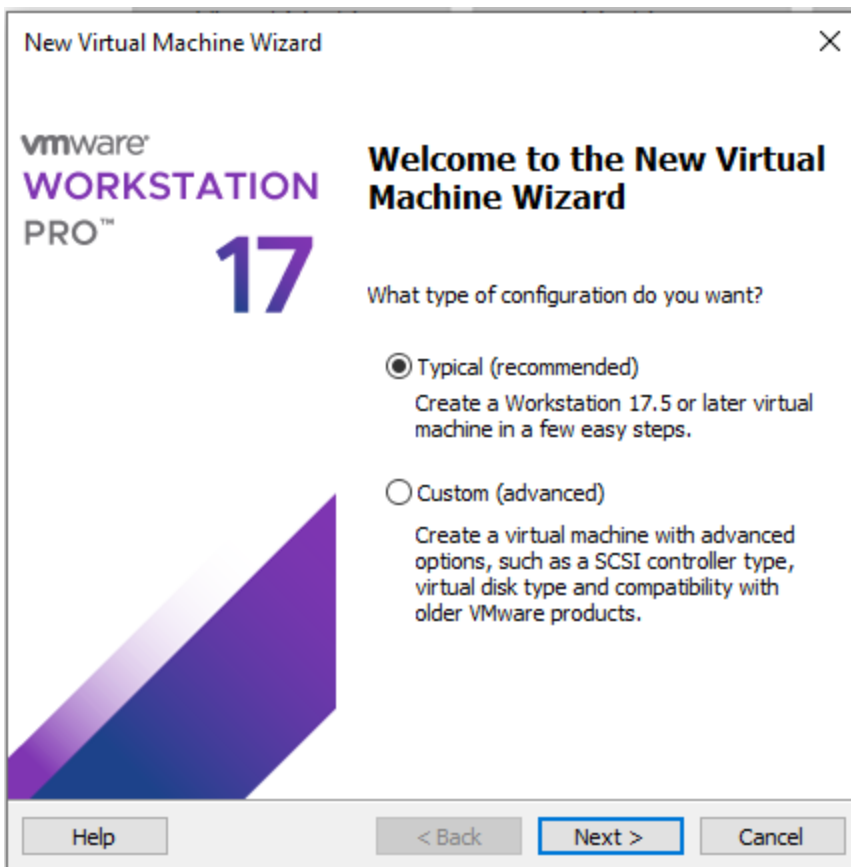 New Virtual Machine Wizard
vmware®
WORKSTATION
PRO™
17
Welcome to the New Virtual
Machine Wizard
What type of configuration do you want?
Typical (recommended)
Create a Workstation 17.5 or later virtual
machine in a few easy steps.
Custom (advanced)
Create a virtual machine with advanced
options, such as a SCSI controller type,
virtual disk type and compatibility with
older VMware products.
Help
< Back
Next >
Cancel